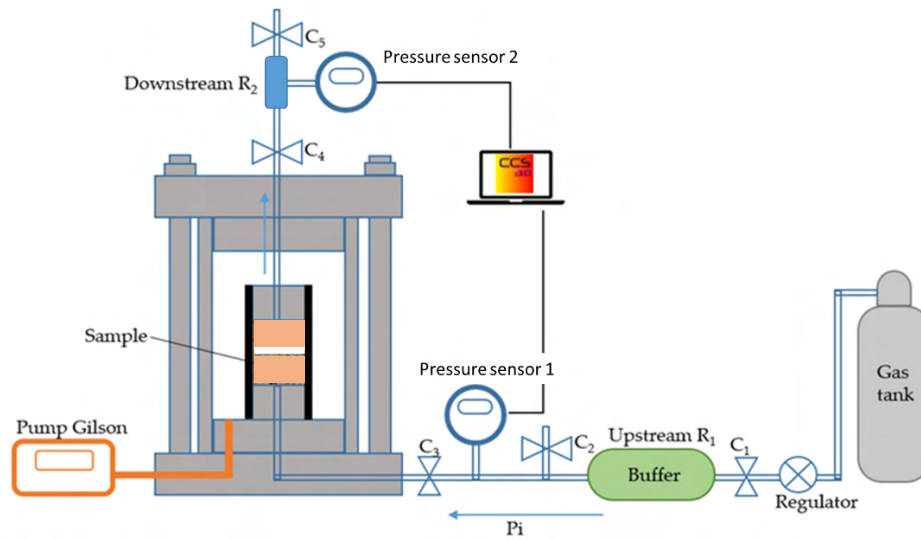 C5
Pressure sensor 2
Downstream R2
C4
CCS
Sample
Pressure sensor 1
Gas
tank
Pump Gilson
C3
C2
Upstream R1
C1
Buffer
Regulator
Pi